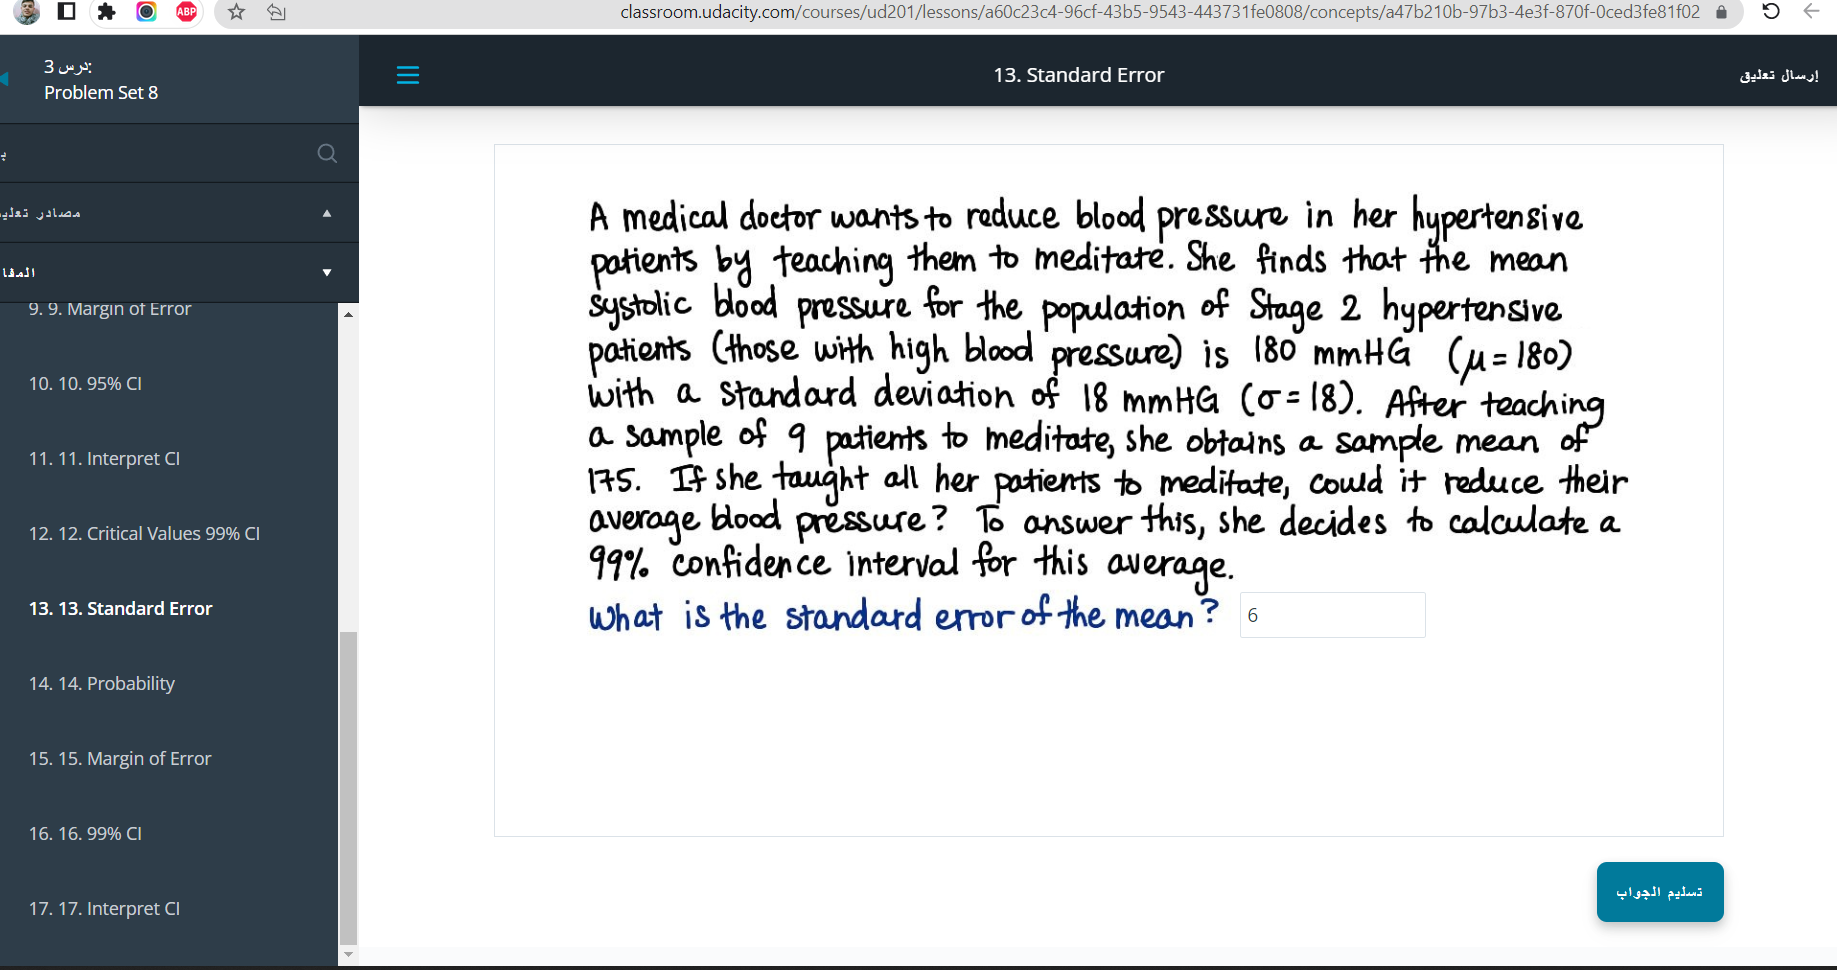 ABP
classroom.udacity.com/courses/ud201/lessons/a60c23c4-96cf-43b5-9543-443731fe0808/concepts/a47b210b-97b3-4e3f-870f-0ced3fe81f02
درس 3:
Problem Set 8
13. Standard Error
إرسال تعليق
مصادر
9. 9. Margin of Error
10. 10. 95% CI
11. 11. Interpret CI
12. 12. Critical Values 99% CI
13. 13. Standard Error
14. 14. Probability
15. 15. Margin of Error
16. 16. 99% CI
17. 17. Interpret CI
A medical doctor wants to reduce blood pressure in her hypertensive
patients by teaching them to meditate. She finds that the mean
systolic blood pressure for the population of Stage 2 hypertensive
patients (those with high blood pressure) is 180 mmHG (μ=180)
with a standard deviation of 18 mmHG (σ=18). After teaching
a sample of 9 patients to meditate, she obtains a sample mean of
175. If she taught all her patients to meditate, could it reduce their
average blood pressure? To answer this, she decides to calculate a
99% confidence interval for this average.
What is the standard error of the mean? 6
تسليم الجواب